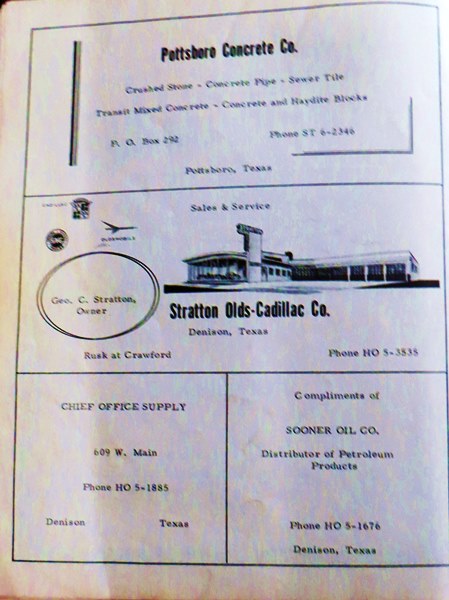 Pottsboro Concrete Co.
Crushed Stone - Concrete Pipe - Sewer Tile
Transit Mixed Concrete - Concrete and Haydite Blocks
P. O. Box 292
Phone ST 6-2346
Pottsboro, Texas
Sales & Service
OLDSMOBILE
Geo. C. Stratton,
Owner
Stratton Olds-Cadillac Co.
Denison, Texas
Rusk at Crawford
Phone HO 5-3535
CHIEF OFFICE SUPPLY
609 W. Main
Phone HO 5-1885
Denison Texas
Compliments of
SOONER OIL CO.
Distributor of Petroleum
Products
Phone HO 5-1676
Denison, Texas